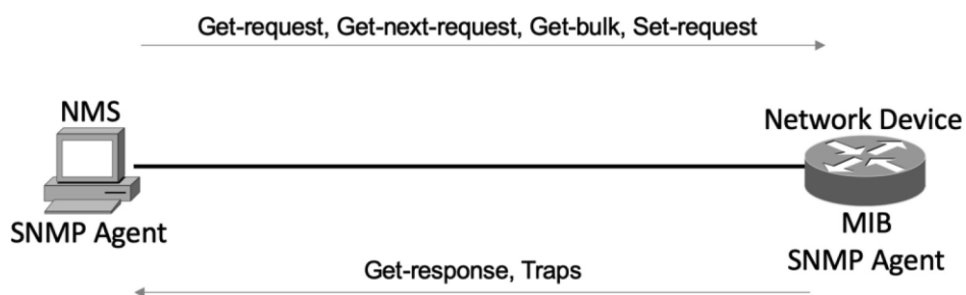 Get-request, Get-next-request, Get-bulk, Set-request
NMS
SNMP Agent
Network Device
MIB
SNMP Agent
Get-response, Traps